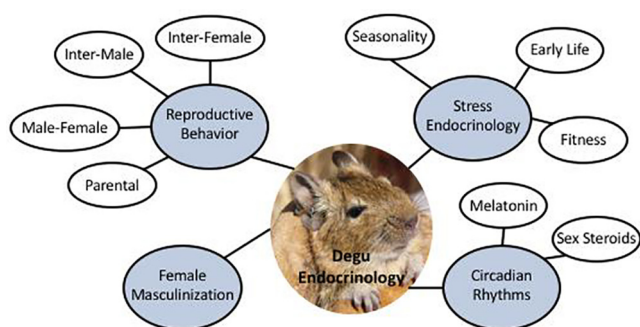 Inter-Female
Inter-Male
Male-Female
Parental
Reproductive
Behavior
Seasonality
Early Life
Fitness
Stress
Endocrinology
Degu
Endocrinology
Female
Masculinization
Melatonin
Sex Steroids
Circadian
Rhythms